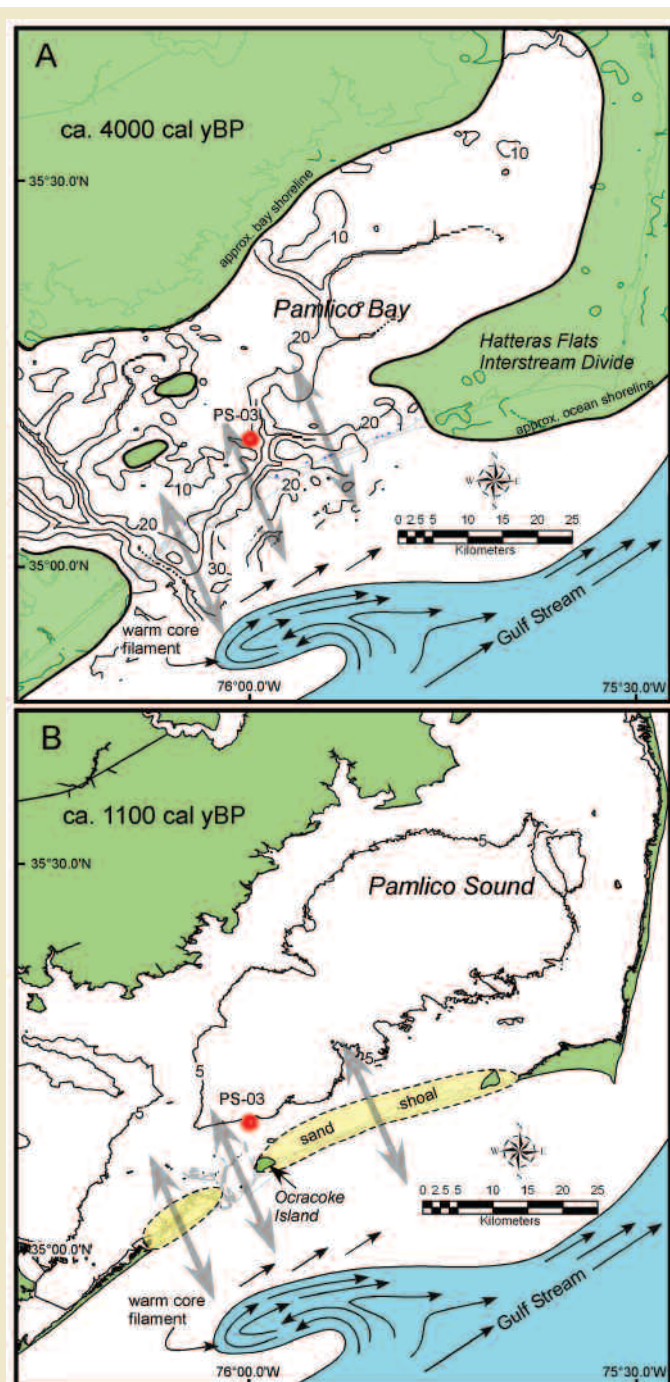 A
ca. 4000 cal yBP
10
35°30.0'N
approx. bay shoreline
10
Pamlico Bay
20
Hatteras Flats
Interstream Divide
PS-03
20
approx. ocean shoreline
10
20
N
W E
S
20
30
0 2.5 5 10 15 20 25
Kilometers
35°00.0'N
warm core
filament
Gulf Stream
76°00.0'W
75°30.0'W
B
ca. 1100 cal yBP
35°30.0'N
5
Pamlico Sound
5
5
5
PS-03
sand shoal
N
W E
S
Ocracoke
Island
0 2.5 5 10 15 20 25
Kilometers
35°00.0'N
warm core
filament
Gulf Stream
76°00.0'W
75°30.0'W